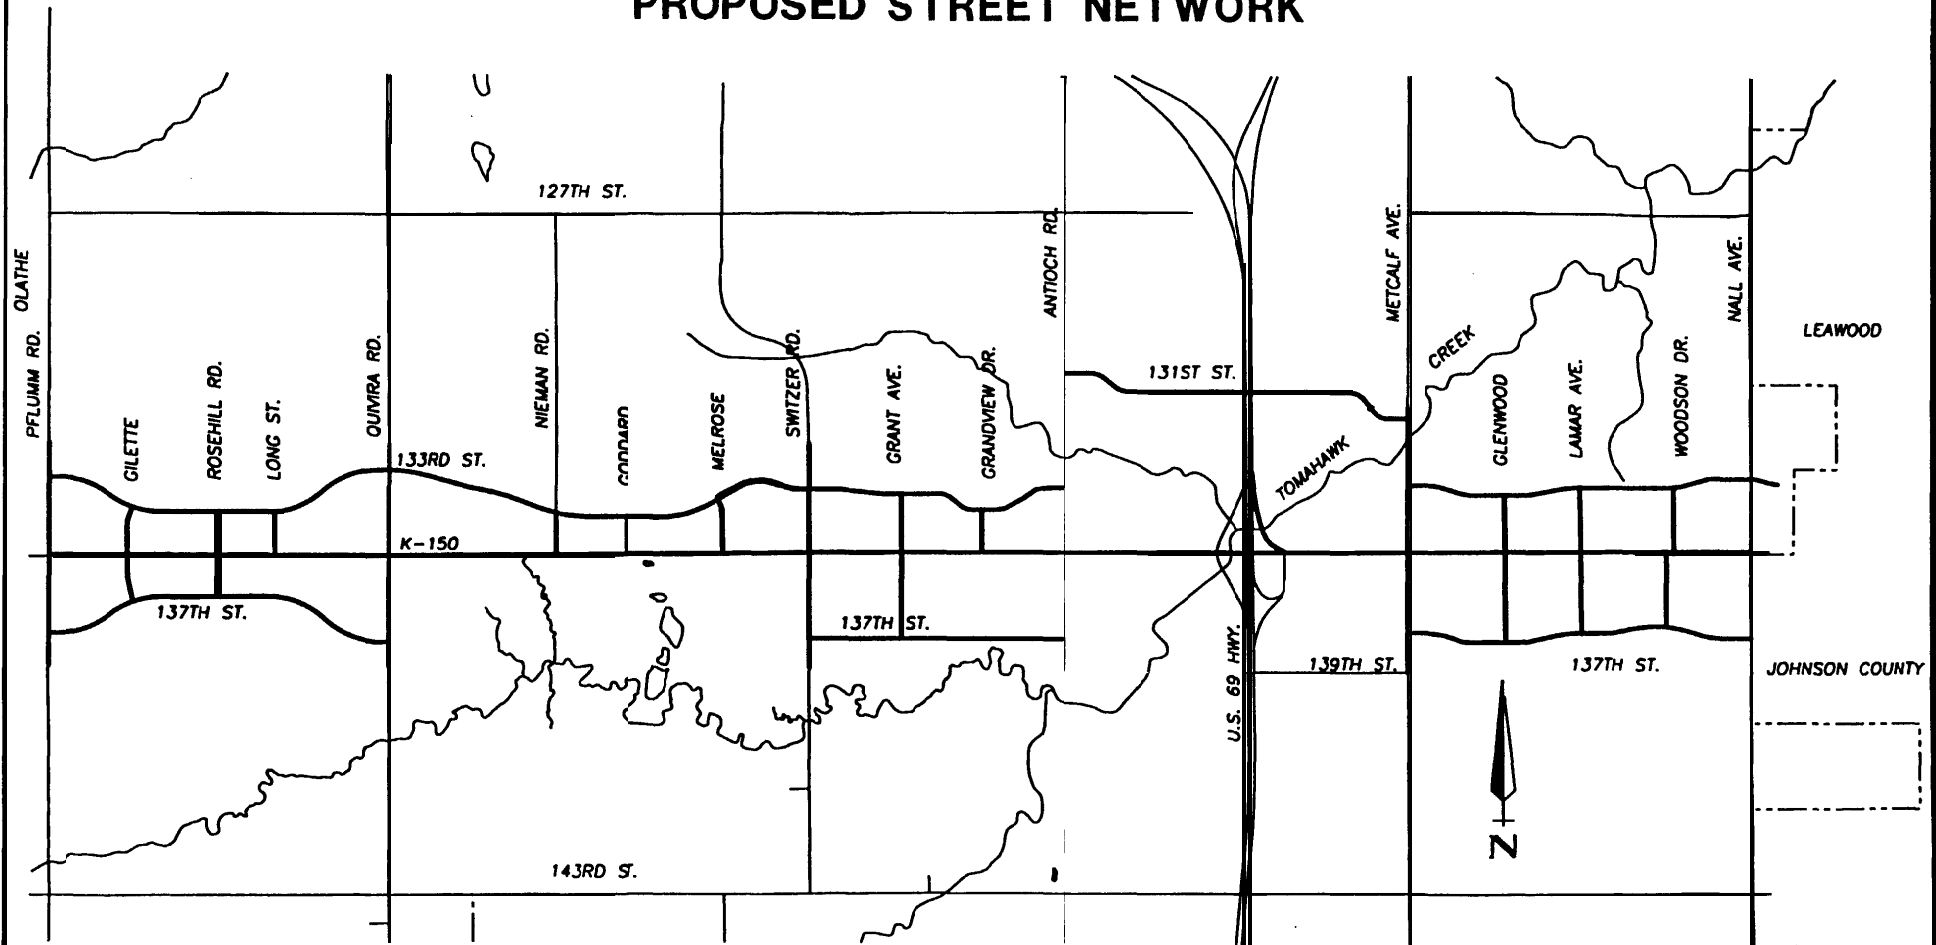 PROPOSED STREET NETWORK
127TH ST.
OLATHE
PFLUMM RD.
GILETTE
ROSEHILL RD.
LONG ST.
QUIVIRA RD.
NIEMAN RD.
GODDARD
MELROSE
SWITZER RD.
GRANT AVE.
GRANDVIEW DR.
ANTIOCH RD.
METCALF AVE.
NALL AVE.
LEAWOOD
131ST ST.
CREEK
TOMAHAWK
GLENWOOD
LAMAR AVE.
WOODSON DR.
133RD ST.
K-150
137TH ST.
137TH ST.
U.S. 69 HWY.
139TH ST.
137TH ST.
JOHNSON COUNTY
N
143RD ST.